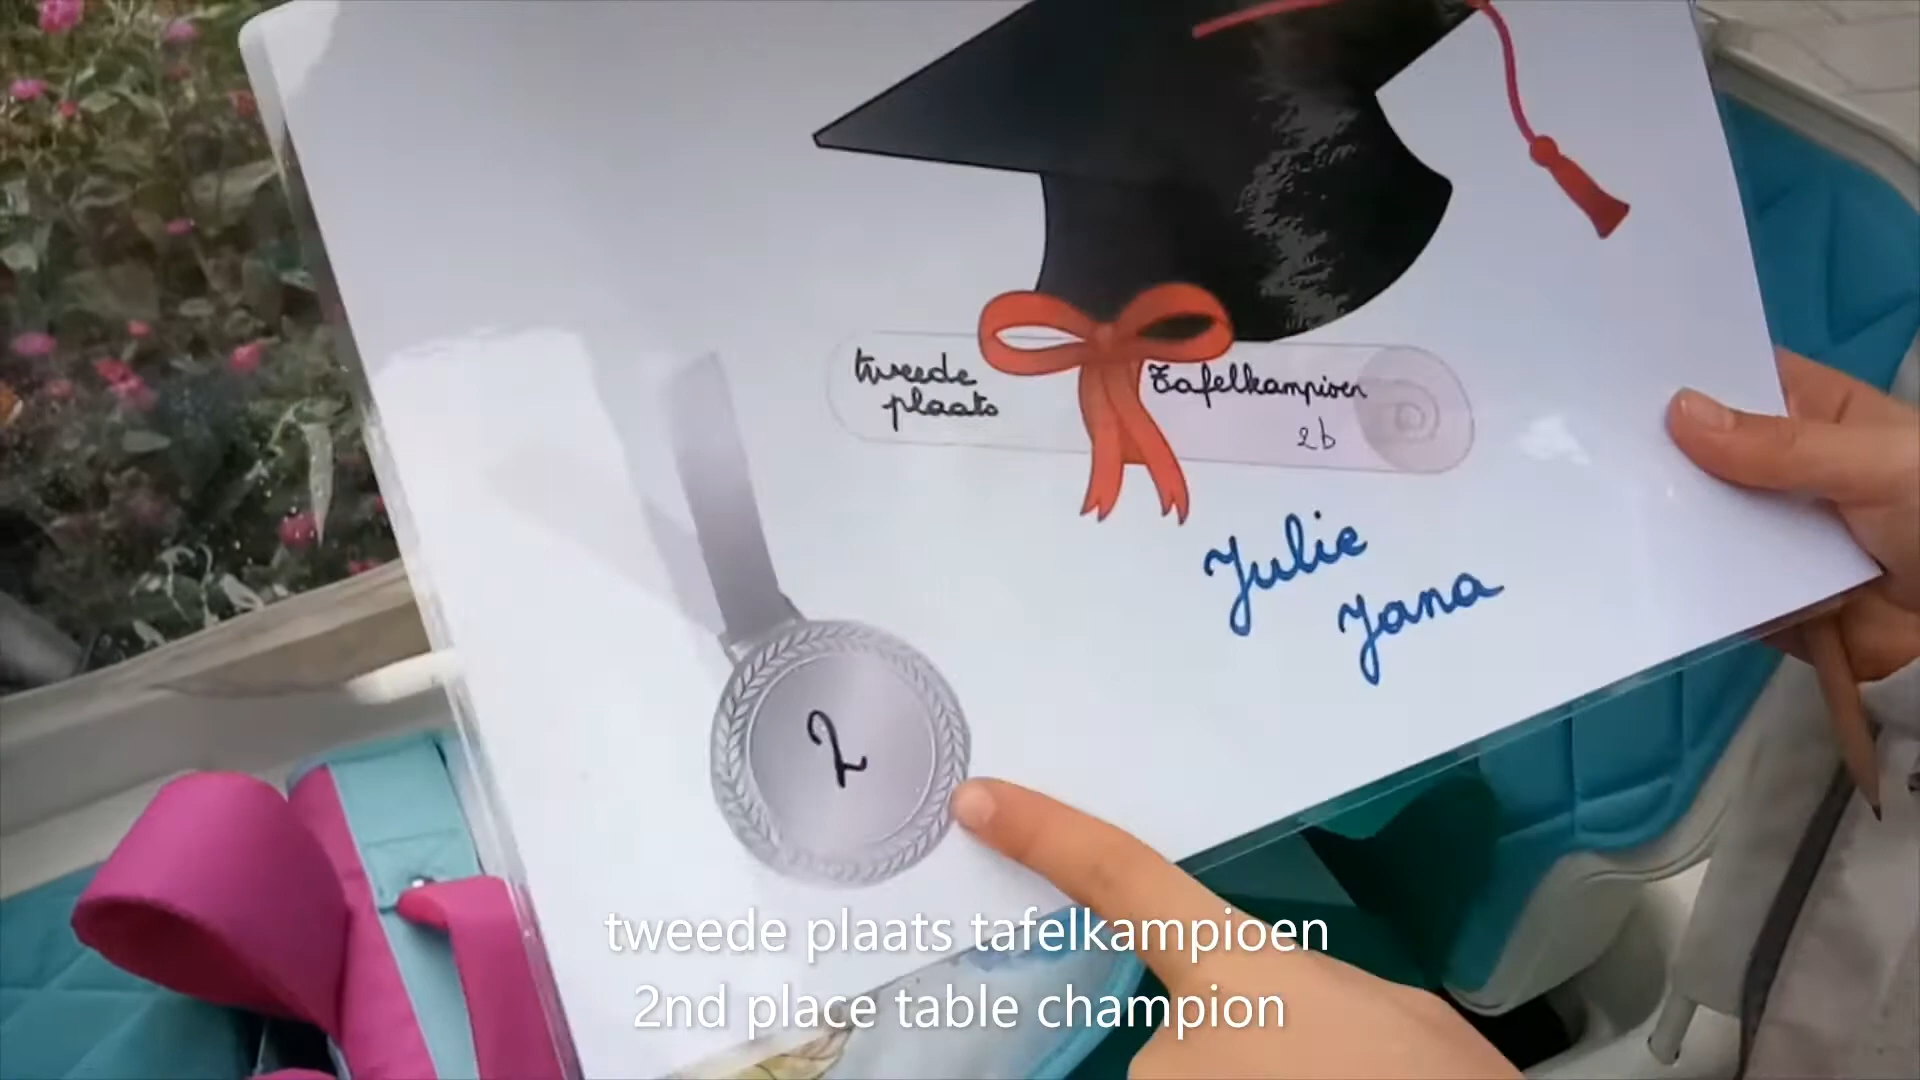 tweede
plaats
Tafelkampioen
2b
Julie
Jana
2
tweede plaats tafelkampioen
2nd place table champion